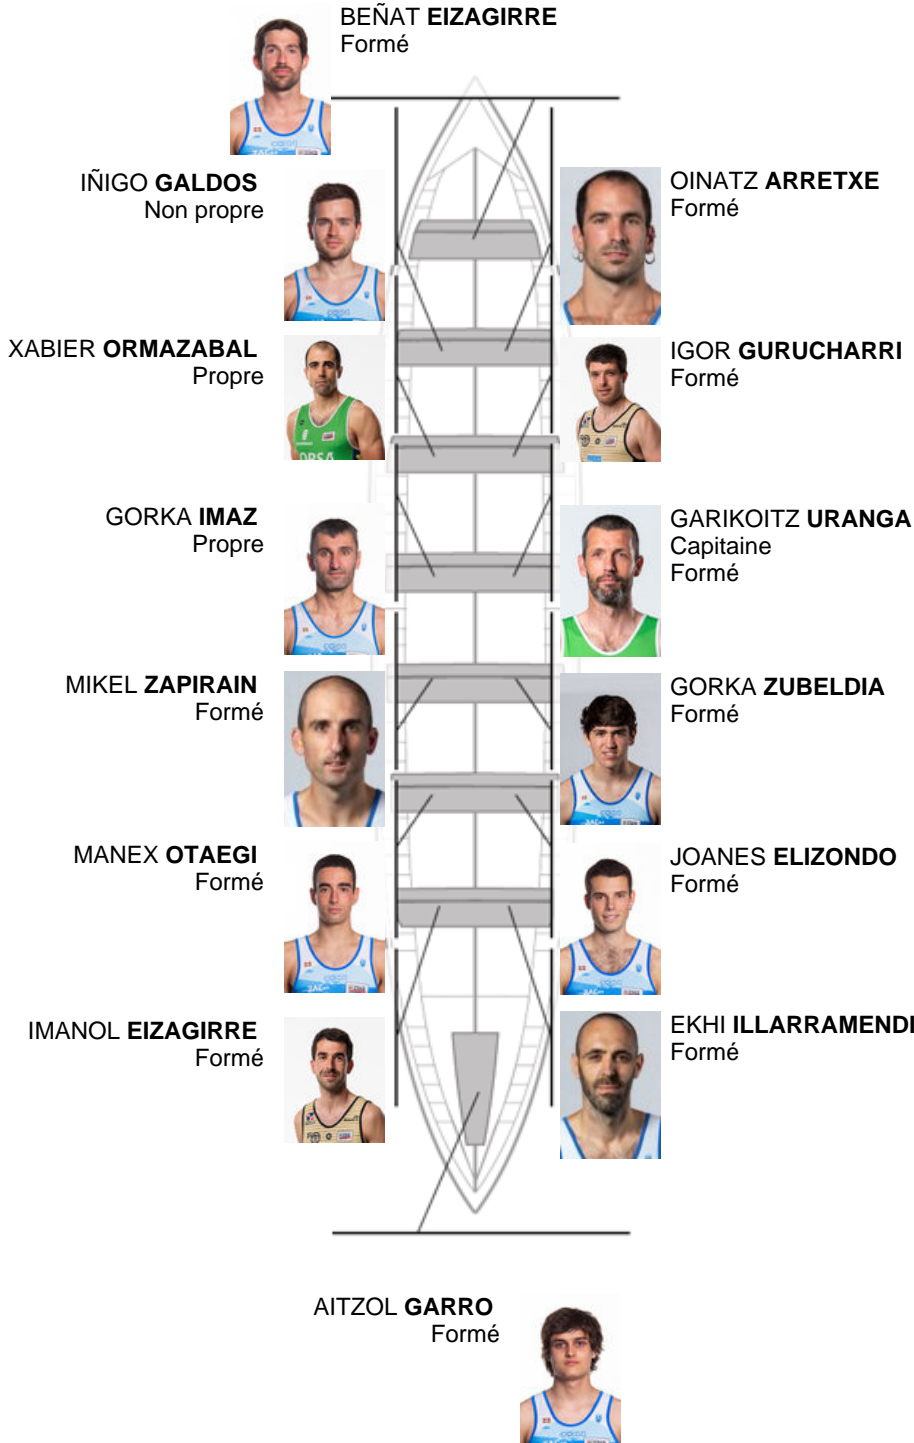 BEÑAT EIZAGIRRE
Formé
IÑIGO GALDOS
Non propre
OINATZ ARRETXE
Formé
XABIER ORMAZABAL
Propre
IGOR GURUCHARRI
Formé
GORKA IMAZ
Propre
GARIKOITZ URANGA
Capitaine
Formé
MIKEL ZAPIRAIN
Formé
GORKA ZUBELDIA
Formé
MANEX OTAEGI
Formé
JOANES ELIZONDO
Formé
IMANOL EIZAGIRRE
Formé
EKHI ILLARRAMENDI
Formé
AITZOL GARRO
Formé